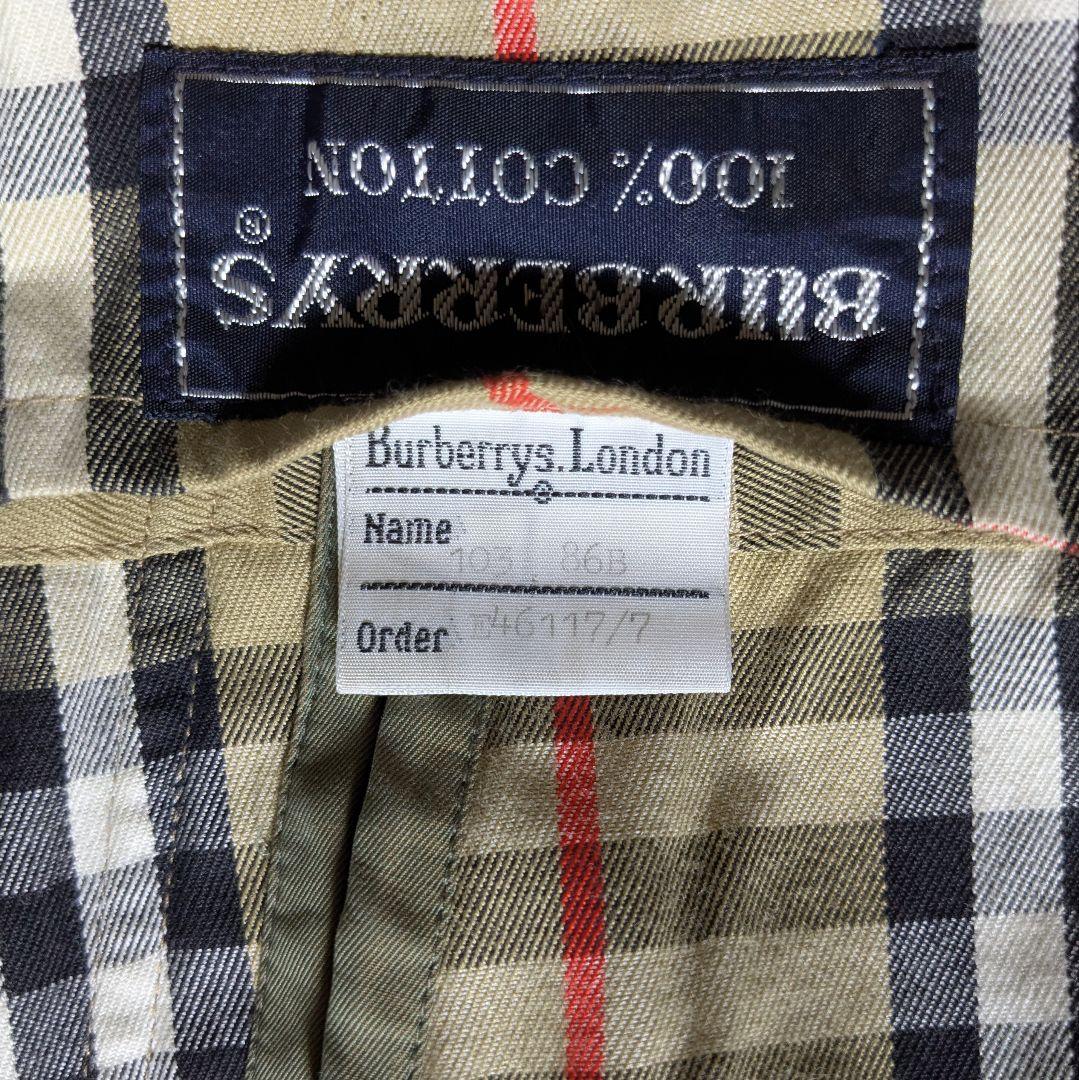 BURBERRYS®
100% COTTON
Burberrys.London
Name 103 86B
Order 46117/7